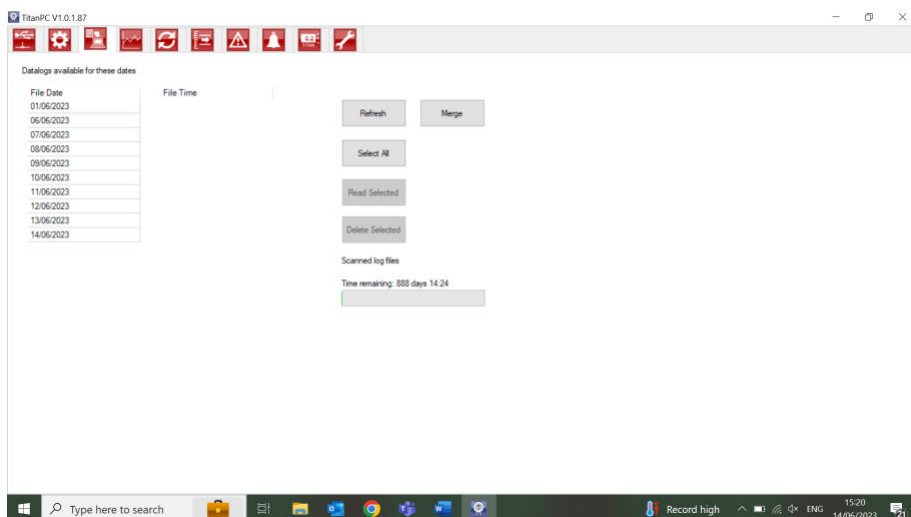 TitanPC V1.0.1.87
Datalogs available for these dates
File Date File Time
01/06/2023
06/06/2023
07/06/2023
08/06/2023
09/06/2023
10/06/2023
11/06/2023
12/06/2023
13/06/2023
14/06/2023
Refresh Merge
Select All
Read Selected
Delete Selected
Scanned log files
Time remaining: 888 days 14:24
Type here to search
Record high
ENG
15:20
14/06/2023
21